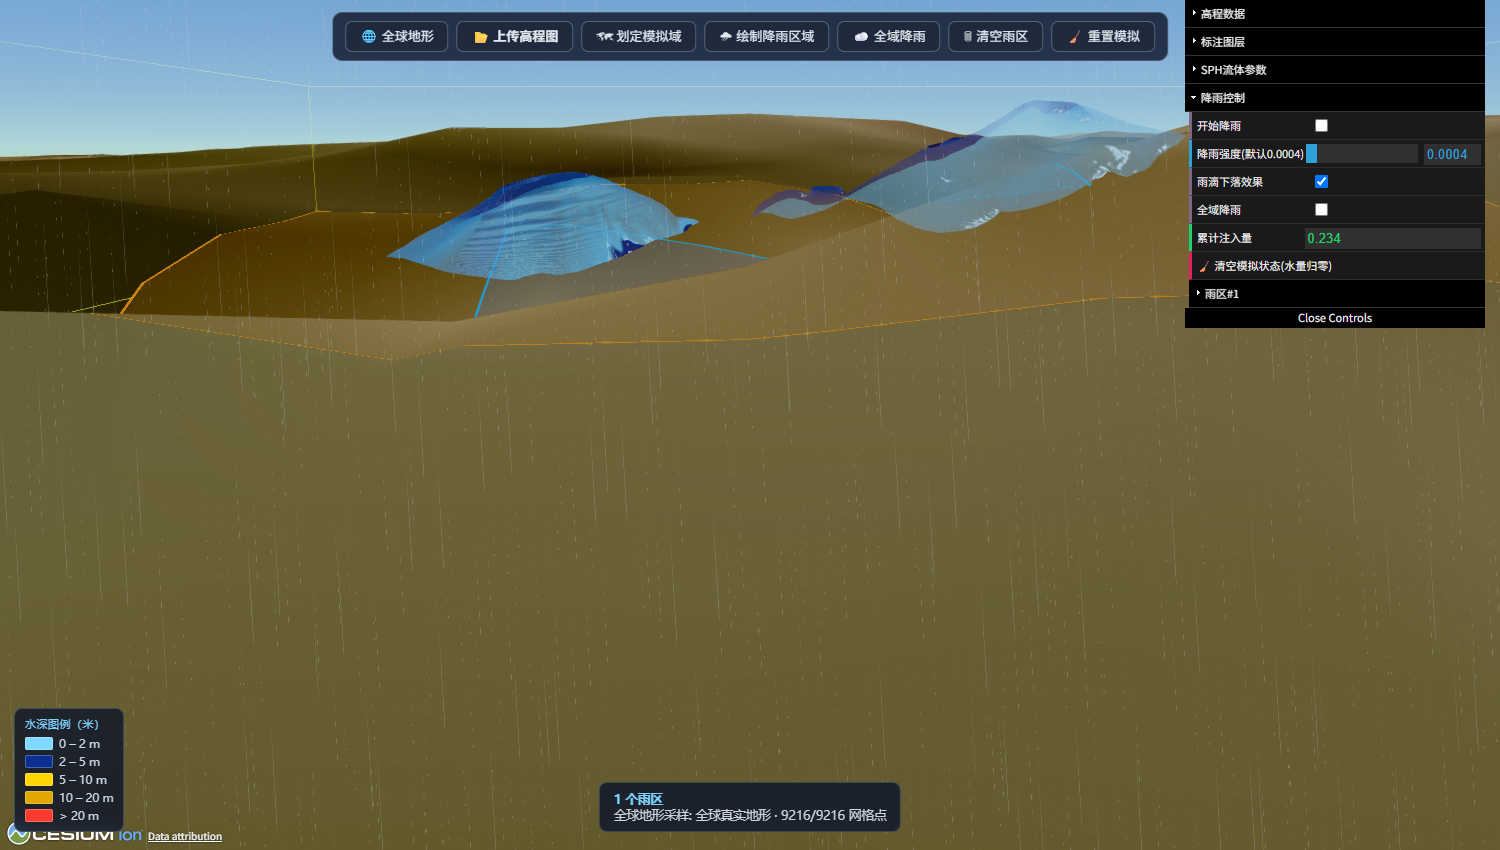 全球地形
上传高程图
划定模拟域
绘制降雨区域
全域降雨
清空雨区
重置模拟
高程数据
标注图层
SPH流体参数
降雨控制
开始降雨
降雨强度(默认0.0004) 0.0004
雨滴下落效果
全域降雨
累计注入量 0.234
清空模拟状态(水量归零)
雨区#1
Close Controls
水深图例（米）
0 – 2 m
2 – 5 m
5 – 10 m
10 – 20 m
> 20 m
CESIUM ion Data attribution
1 个雨区
全球地形采样: 全球真实地形 · 9216/9216 网格点